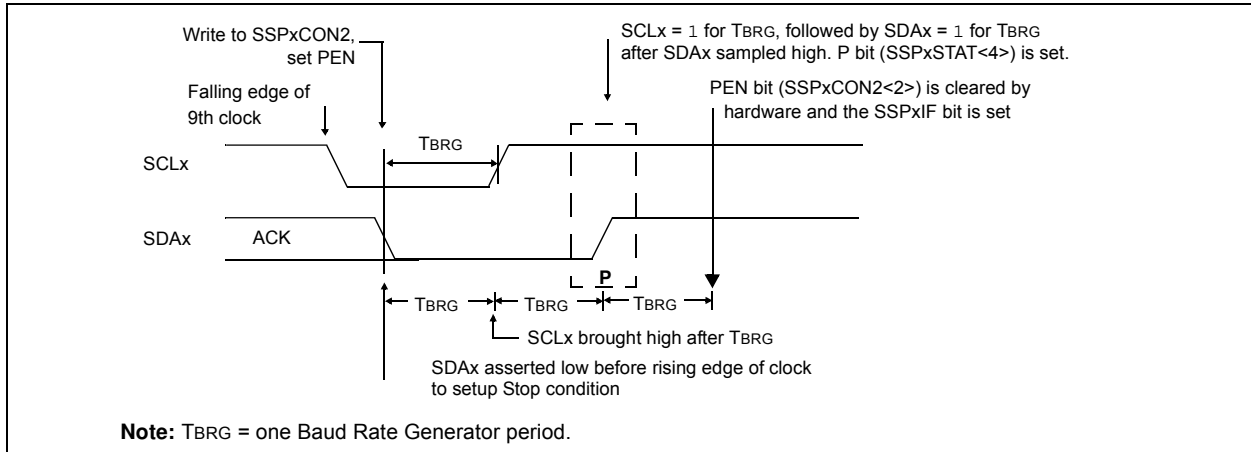 Write to SSPxCON2,
set PEN
SCLx = 1 for TBRG, followed by SDAx = 1 for TBRG
after SDAx sampled high. P bit (SSPxSTAT<4>) is set.
Falling edge of
9th clock
PEN bit (SSPxCON2<2>) is cleared by
hardware and the SSPxIF bit is set
TBRG
SCLx
SDAx
ACK
P
TBRG
TBRG
TBRG
SCLx brought high after TBRG
SDAx asserted low before rising edge of clock
to setup Stop condition
Note: TBRG = one Baud Rate Generator period.